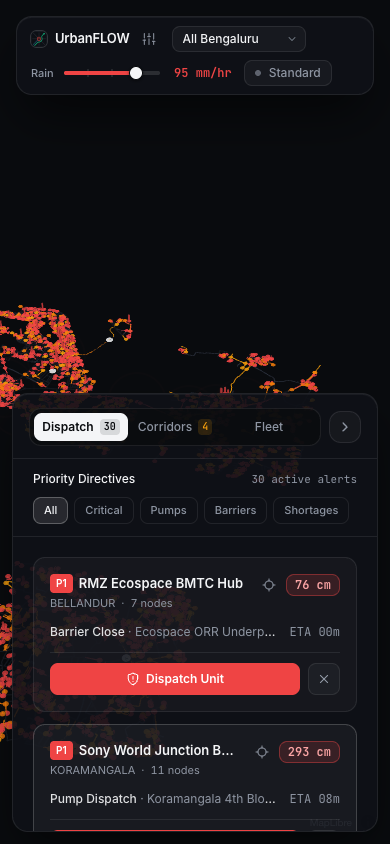 UrbanFLOW All Bengaluru
Rain 95 mm/hr Standard
Dispatch 30 Corridors 4 Fleet
Priority Directives 30 active alerts
All Critical Pumps Barriers Shortages
P1 RMZ Ecospace BMTC Hub 76 cm
BELLANDUR · 7 nodes
Barrier Close · Ecospace ORR Underp... ETA 00m
Dispatch Unit
P1 Sony World Junction B... 293 cm
KORAMANGALA · 11 nodes
Pump Dispatch · Koramangala 4th Blo... ETA 08m